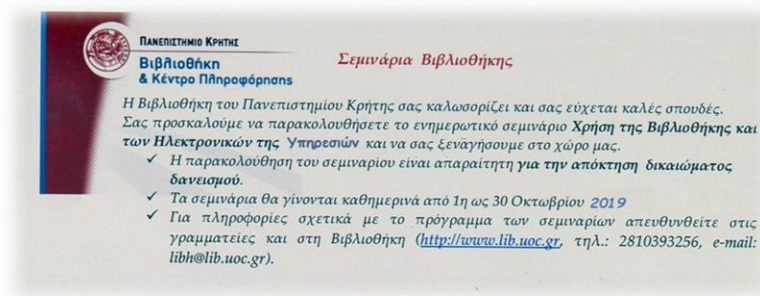 ΠΑΝΕΠΙΣΤΗΜΙΟ ΚΡΗΤΗΣ
Βιβλιοθήκη
& Κέντρο Πληροφόρησης
Σεμινάρια Βιβλιοθήκης
Η Βιβλιοθήκη του Πανεπιστημίου Κρήτης σας καλωσορίζει και σας εύχεται καλές σπουδές.
Σας προσκαλούμε να παρακολουθήσετε το ενημερωτικό σεμινάριο Χρήση της Βιβλιοθήκης και
των Ηλεκτρονικών της Υπηρεσιών και να σας ξεναγήσουμε στο χώρο μας.
✓ Η παρακολούθηση του σεμιναρίου είναι απαραίτητη για την απόκτηση δικαιώματος
δανεισμού.
✓ Τα σεμινάρια θα γίνονται καθημερινά από 1η ως 30 Οκτωβρίου 2019
✓ Για πληροφορίες σχετικά με το πρόγραμμα των σεμιναρίων απευθυνθείτε στις
γραμματείες και στη Βιβλιοθήκη (http://www.lib.uoc.gr, τηλ.: 2810393256, e-mail:
libh@lib.uoc.gr).